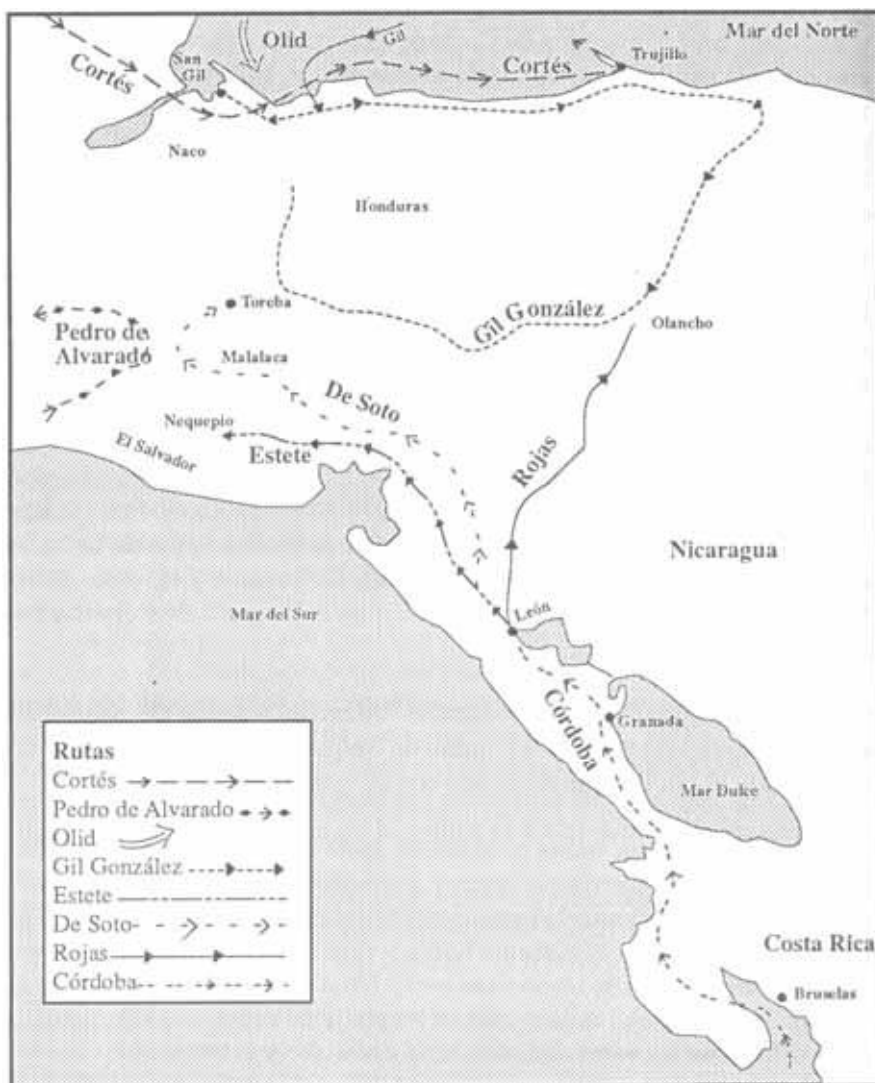 Olid
Gil
Mar del Norte
San
Gil
Cortés
Cortés
Trujillo
Naco
Honduras
Toreba
Gil González
Olancho
Pedro de
Alvarado
Malalaca
De Soto
Nequepio
El Salvador
Estete
Rojas
Nicaragua
Mar del Sur
León
Córdoba
Granada
Mar Dulce
Rutas
Cortés
Pedro de Alvarado
Olid
Gil González
Estete
De Soto
Rojas
Córdoba
Costa Rica
Bruselas